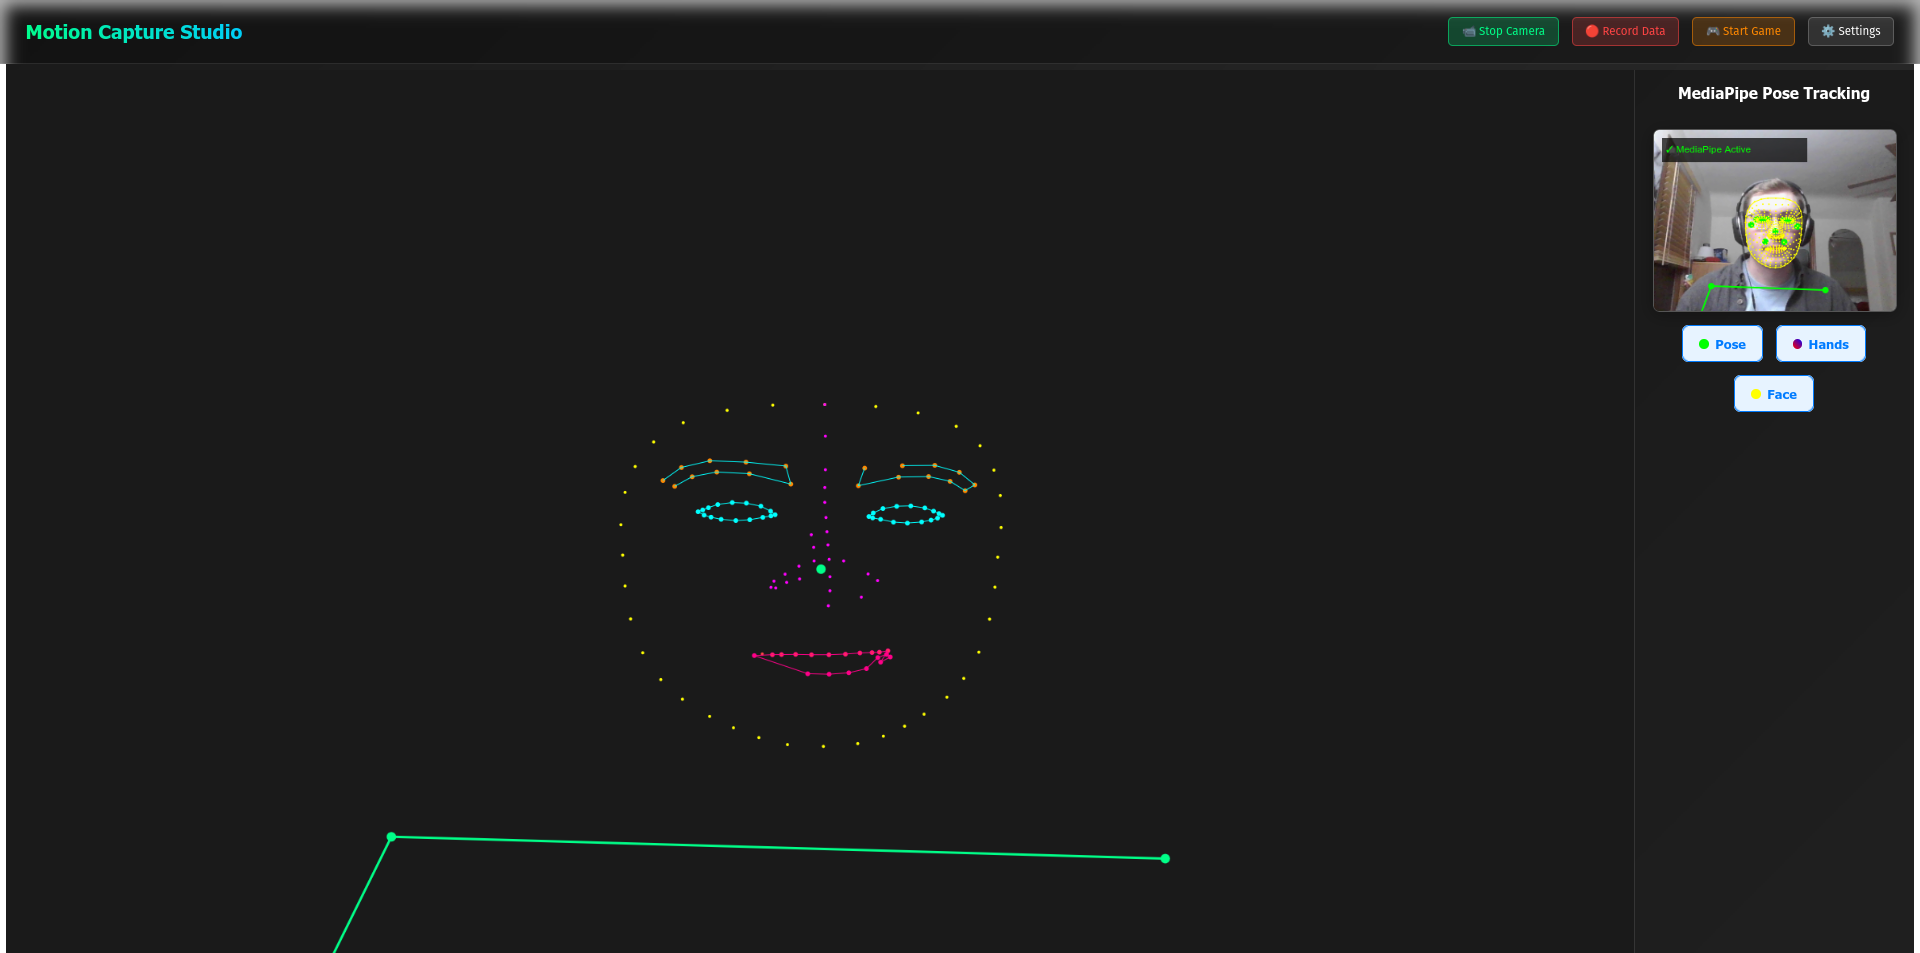 Motion Capture Studio
📹 Stop Camera
🔴 Record Data
🎮 Start Game
⚙️ Settings
MediaPipe Pose Tracking
✓ MediaPipe Active
Pose
Hands
Face